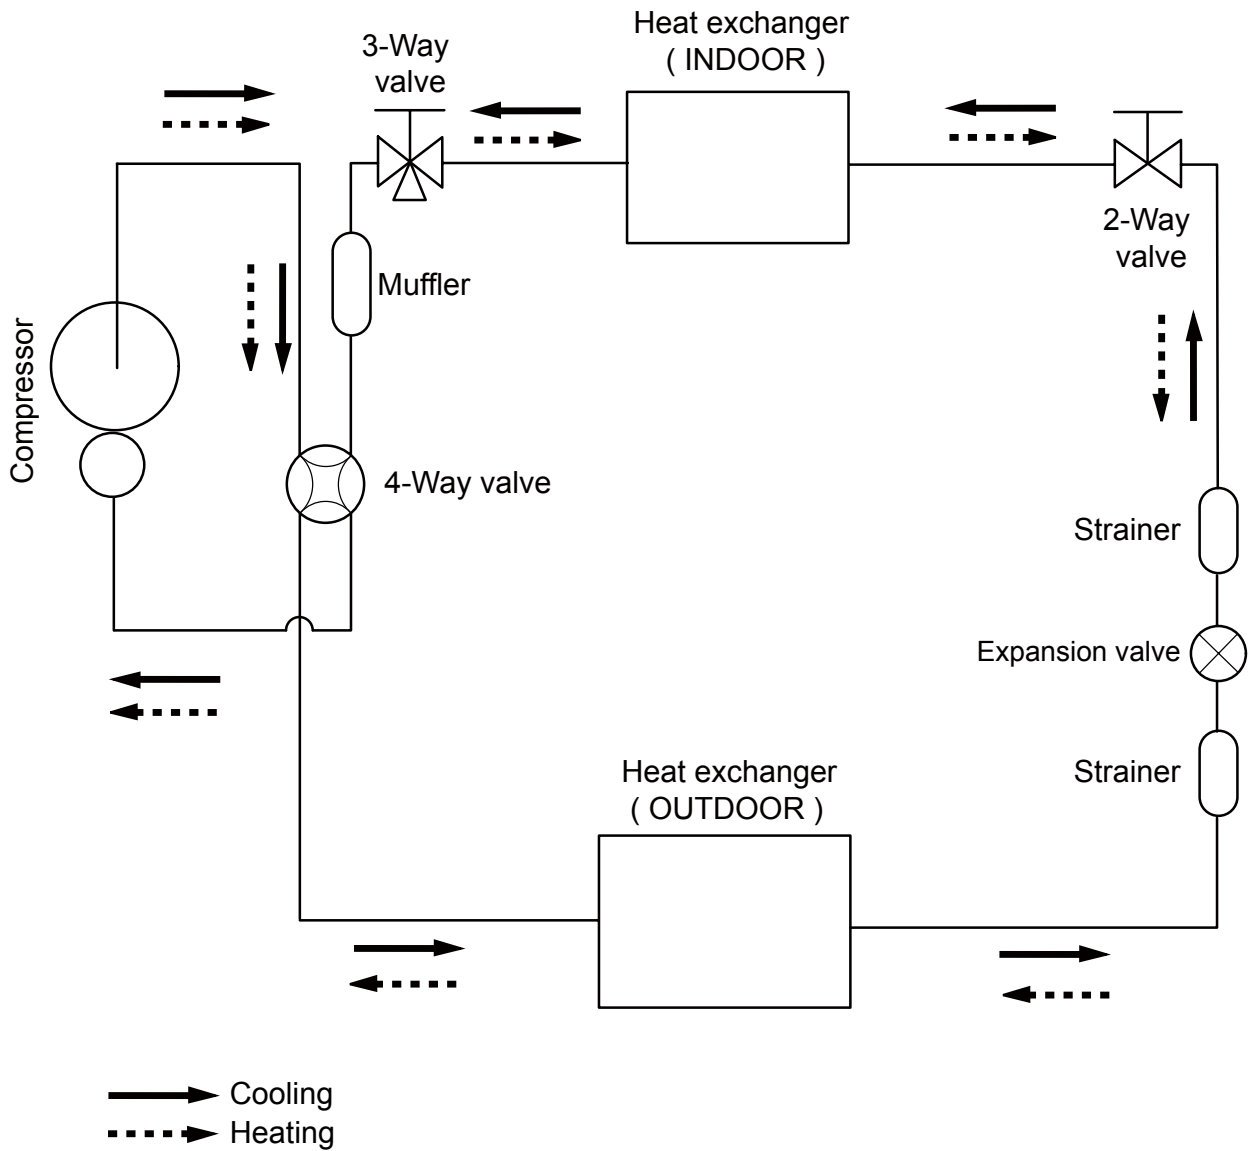 Heat exchanger
( INDOOR )
3-Way
valve
2-Way
valve
Muffler
Compressor
4-Way valve
Strainer
Expansion valve
Strainer
Heat exchanger
( OUTDOOR )
Cooling
Heating